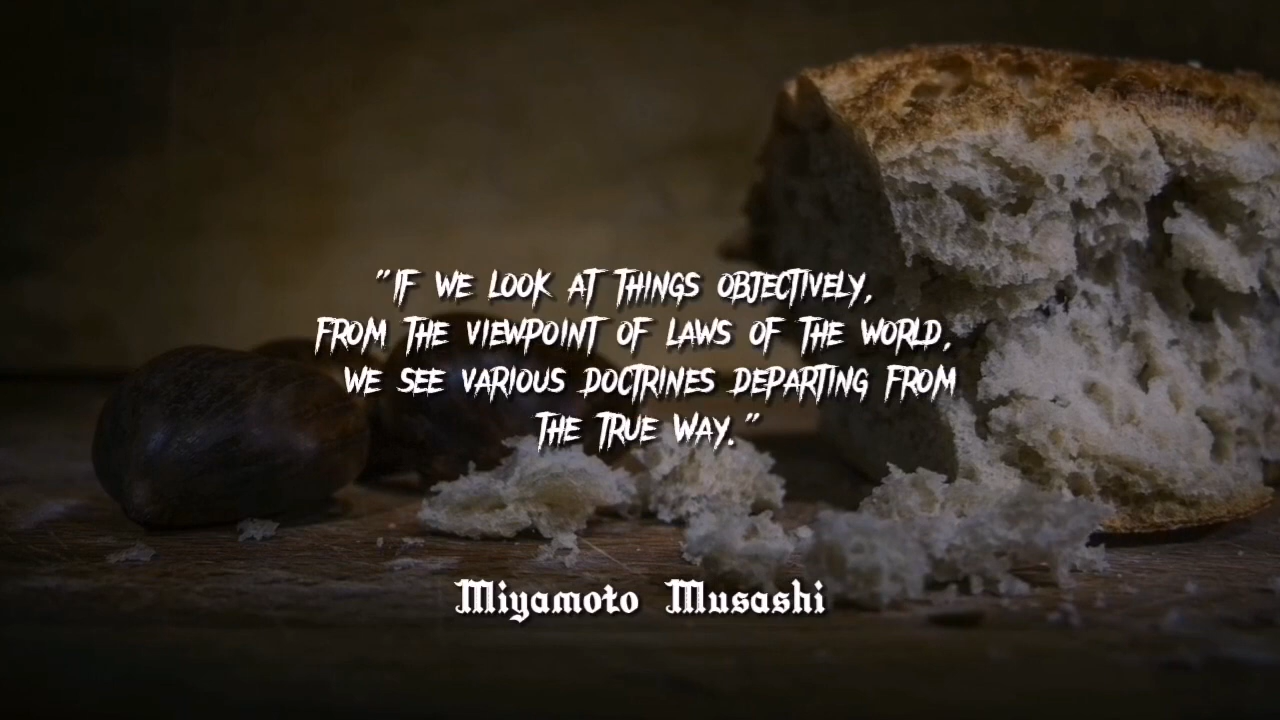 "IF WE LOOK AT THINGS OBJECTIVELY,
FROM THE VIEWPOINT OF LAWS OF THE WORLD,
WE SEE VARIOUS DOCTRINES DEPARTING FROM
THE TRUE WAY."
Miyamoto Musashi